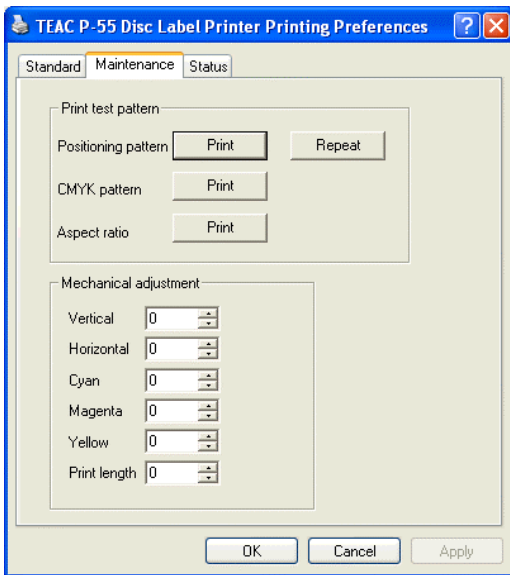 TEAC P-55 Disc Label Printer Printing Preferences ?
Standard Maintenance Status
Print test pattern
Positioning pattern Print Repeat
CMYK pattern Print
Aspect ratio Print
Mechanical adjustment
Vertical 0
Horizontal 0
Cyan 0
Magenta 0
Yellow 0
Print length 0
OK Cancel Apply